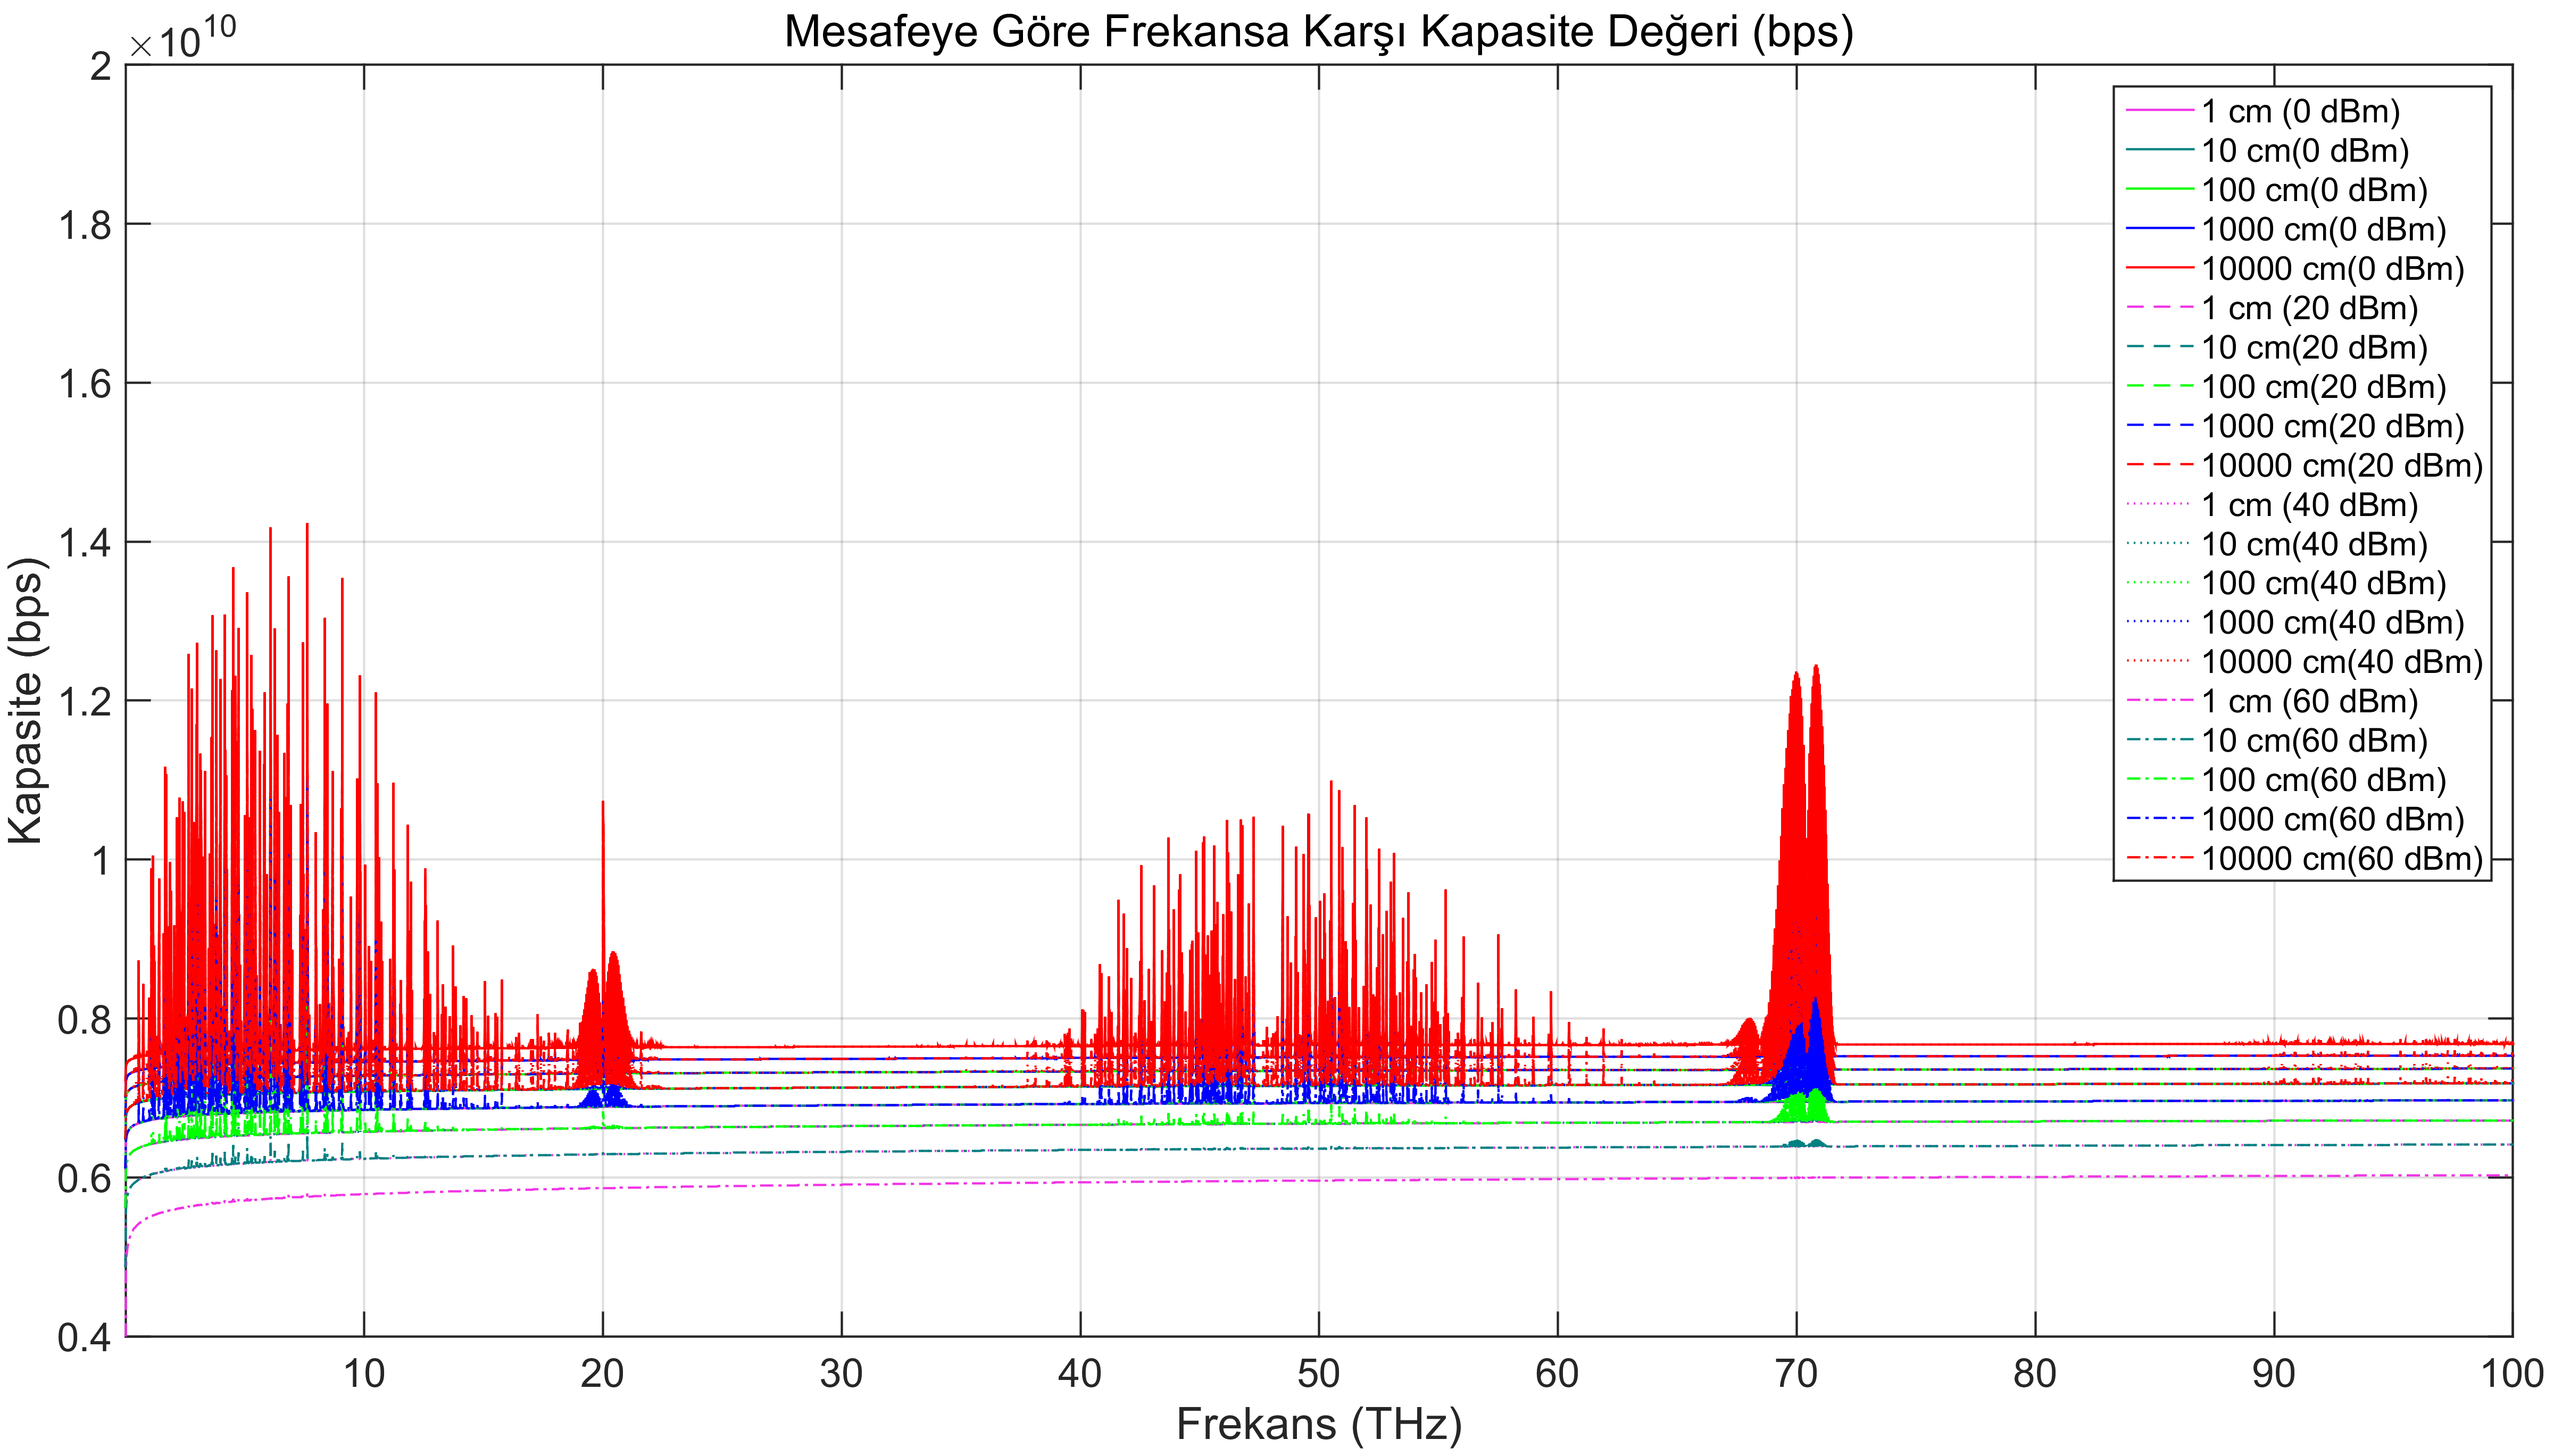 Mesafeye Göre Frekansa Karşı Kapasite Değeri (bps)
×10^10
2
1.8
1.6
1.4
1.2
1
0.8
0.6
0.4
Kapasite (bps)
10 20 30 40 50 60 70 80 90 100
Frekans (THz)
1 cm (0 dBm)
10 cm(0 dBm)
100 cm(0 dBm)
1000 cm(0 dBm)
10000 cm(0 dBm)
1 cm (20 dBm)
10 cm(20 dBm)
100 cm(20 dBm)
1000 cm(20 dBm)
10000 cm(20 dBm)
1 cm (40 dBm)
10 cm(40 dBm)
100 cm(40 dBm)
1000 cm(40 dBm)
10000 cm(40 dBm)
1 cm (60 dBm)
10 cm(60 dBm)
100 cm(60 dBm)
1000 cm(60 dBm)
10000 cm(60 dBm)